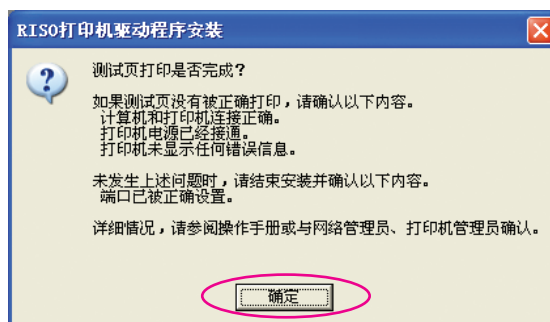 RISO打印机驱动程序安装
测试页打印是否完成？
如果测试页没有被正确打印，请确认以下内容。
计算机和打印机连接正确。
打印机电源已经接通。
打印机未显示任何错误信息。
未发生上述问题时，请结束安装并确认以下内容。
端口已被正确设置。
详细情况，请参阅操作手册或与网络管理员、打印机管理员确认。
确定